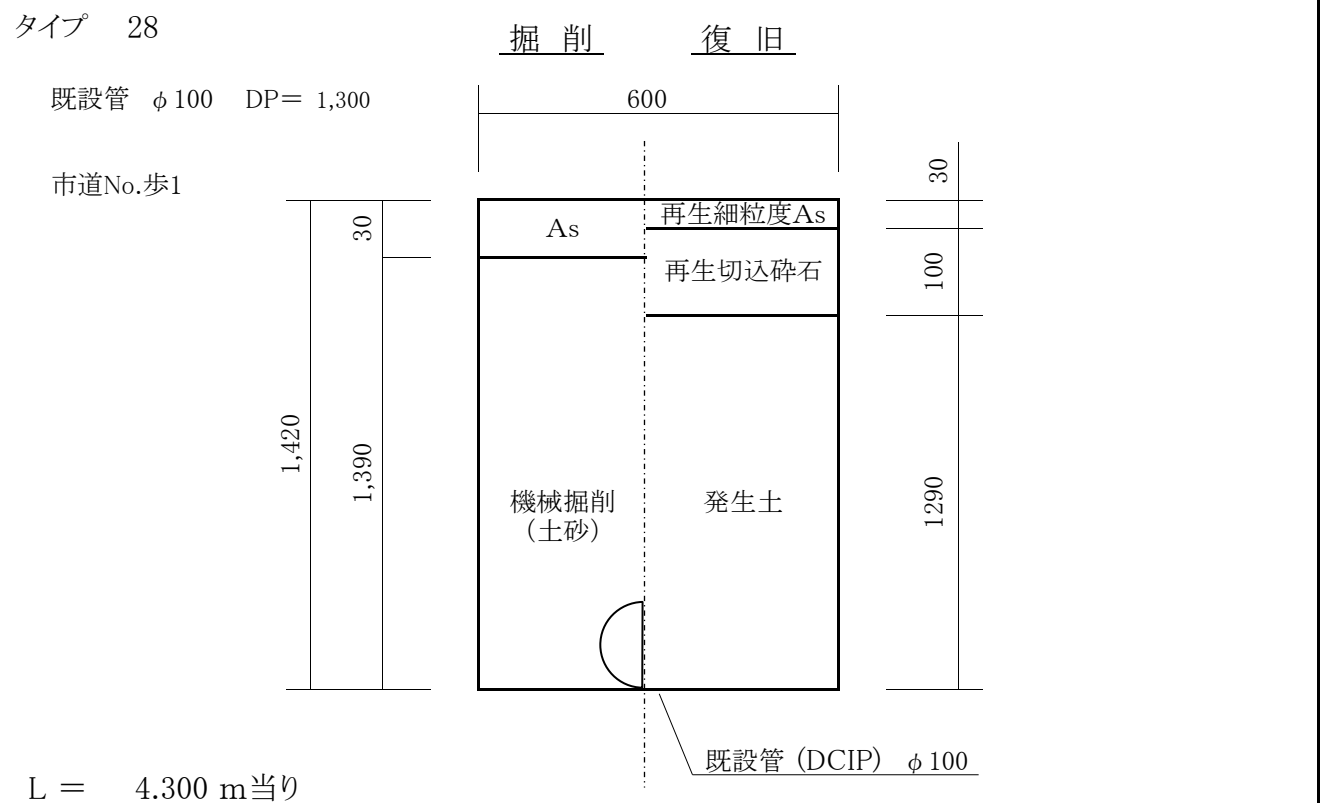 タイプ 28
掘 削 復 旧
既設管 φ100 DP＝ 1,300
600
市道No.歩1
30
30
As
再生細粒度As
再生切込砕石
100
1,420
1,390
機械掘削
（土砂）
発生土
1290
既設管 (DCIP) φ100
L ＝ 4.300 m当り